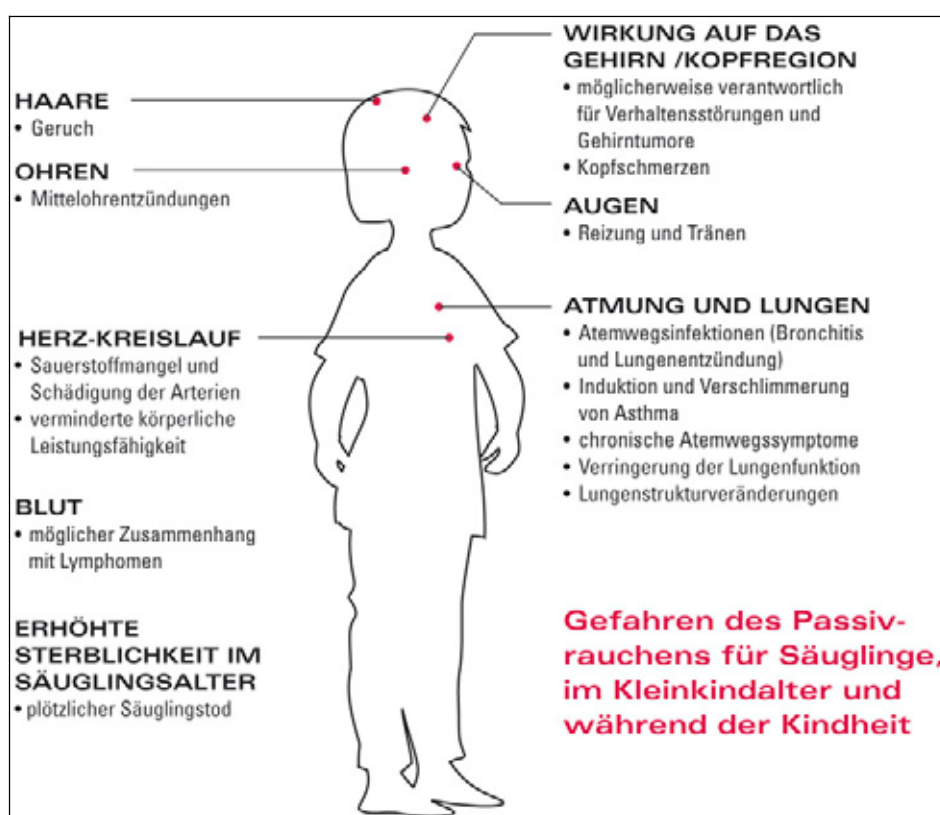 HAARE
• Geruch
OHREN
• Mittelohrentzündungen
HERZ-KREISLAUF
• Sauerstoffmangel und
Schädigung der Arterien
• verminderte körperliche
Leistungsfähigkeit
BLUT
• möglicher Zusammenhang
mit Lymphomen
ERHÖHTE
STERBLICHKEIT IM
SÄUGLINGSALTER
• plötzlicher Säuglingstod
WIRKUNG AUF DAS
GEHIRN /KOPFREGION
• möglicherweise verantwortlich
für Verhaltensstörungen und
Gehirntumore
• Kopfschmerzen
AUGEN
• Reizung und Tränen
ATMUNG UND LUNGEN
• Atemwegsinfektionen (Bronchitis
und Lungenentzündung)
• Induktion und Verschlimmerung
von Asthma
• chronische Atemwegssymptome
• Verringerung der Lungenfunktion
• Lungenstrukturveränderungen
Gefahren des Passiv-
rauchens für Säuglinge,
im Kleinkindalter und
während der Kindheit